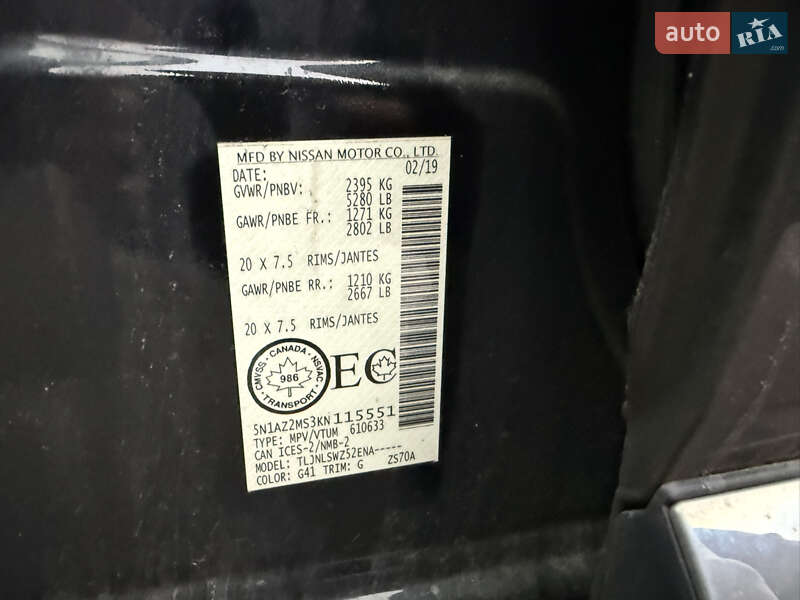 auto RIA.com
MFD BY NISSAN MOTOR CO., LTD.
DATE: 02/19
GVWR/PNBV: 2395 KG
5280 LB
GAWR/PNBE FR.: 1271 KG
2802 LB
20 X 7.5 RIMS/JANTES
GAWR/PNBE RR.: 1210 KG
2667 LB
20 X 7.5 RIMS/JANTES
CANADA - NSVAC - TRANSPORT - CMVSS -
986
EC
5N1AZ2MS3KN115551
TYPE: MPV/VTUM 610633
CAN ICES-2/NMB-2
MODEL: TLJNLSWZ52ENA-----
COLOR: G41 TRIM: G ZS70A